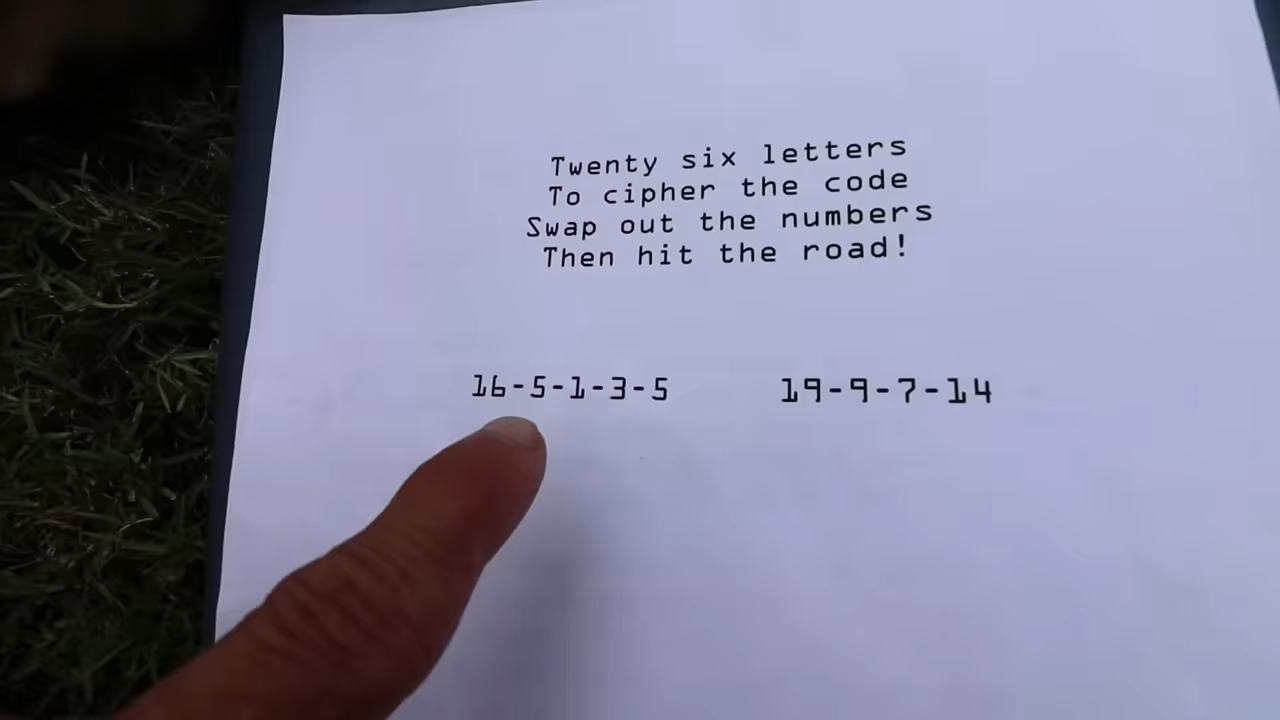 Twenty six letters
To cipher the code
Swap out the numbers
Then hit the road!
16-5-1-3-5 19-9-7-14